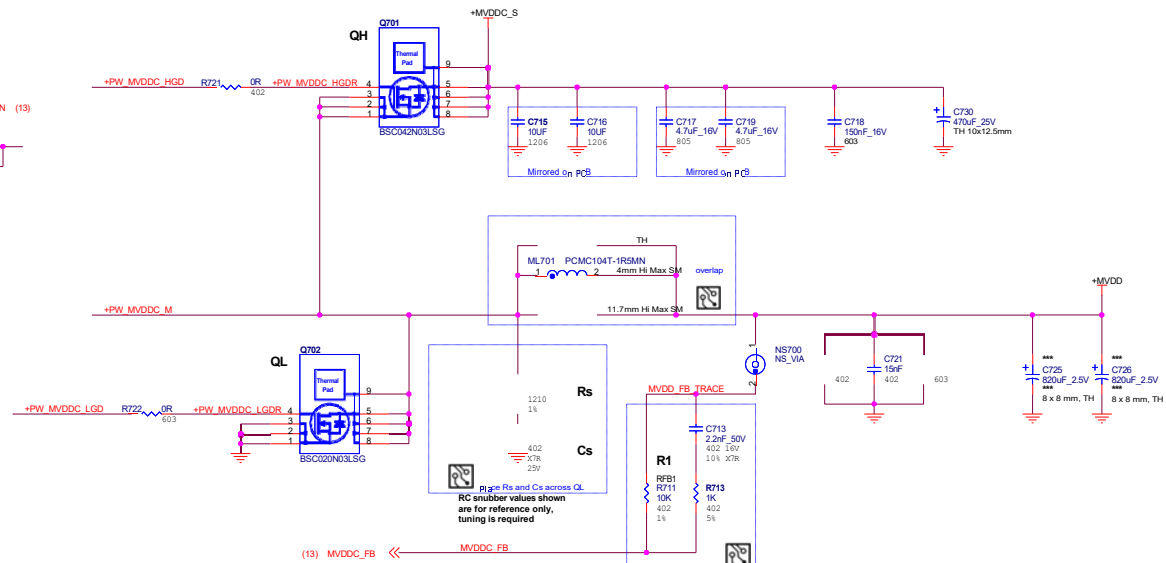 +MVDDC_S
Q701
QH
Thermal
Pad
9
+PW_MVDDC_HGD
R721
0R
402
+PW_MVDDC_HGDR
4
3
2
1
5
6
7
8
BSC042N03LSG
N (13)
C715
10UF
1206
C716
10UF
1206
Mirrored on PCB
C717
4.7uF_16V
805
C719
4.7uF_16V
805
Mirrored on PCB
C718
150nF_16V
603
+
C730
470uF_25V
TH 10x12.5mm
TH
ML701 PCMC104T-1R5MN
1
2
4mm Hi Max SM
overlap
11.7mm Hi Max SM
+PW_MVDDC_M
+MVDD
Q702
QL
Thermal
Pad
9
+PW_MVDDC_LGD
R722
0R
603
+PW_MVDDC_LGDR
4
3
2
1
5
6
7
8
BSC020N03LSG
1210
1%
Rs
402
X7R
25V
Cs
Place Rs and Cs across QL
RC snubber values shown
are for reference only,
tuning is required
1
NS700
NS_VIA
2
MVDD_FB_TRACE
C713
2.2nF_50V
402 16V
10% X7R
R1
RFB1
R711
10K
402
1%
R713
1K
402
5%
402
C721
15nF
402
603
***
+
C725
820uF_2.5V
***
8 x 8 mm, TH
***
+
C726
820uF_2.5V
***
8 x 8 mm, TH
(13) MVDDC_FB
MVDDC_FB